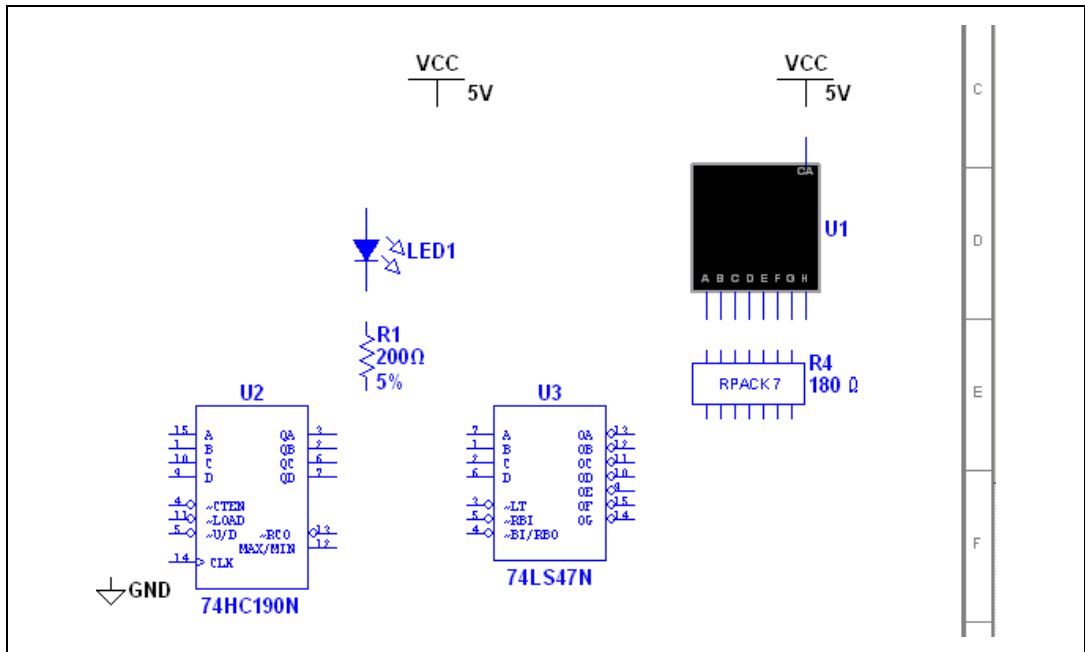 VCC
5V
VCC
5V
C
CA
U1
D
LED1
A B C D E F G H
R1
200Ω
5%
R4
180 Ω
RPACK7
E
U2
U3
15 A QA 3
1 B QB 2
10 C QC 6
9 D QD 7
4 ~CTEN
11 ~LOAD
5 ~U/D ~RCO 13
MAX/MIN 12
14 CLK
7 A OA 13
1 B OB 12
2 C OC 11
6 D OD 10
OE 9
3 ~LT OF 15
5 ~RBI OG 14
4 ~BI/RBO
F
GND
74HC190N
74LS47N